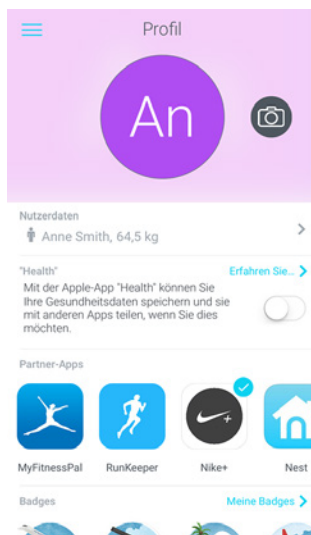 Profil
An
Nutzerdaten
Anne Smith, 64,5 kg
"Health"
Erfahren Sie...
Mit der Apple-App "Health" können Sie
Ihre Gesundheitsdaten speichern und sie
mit anderen Apps teilen, wenn Sie dies
möchten.
Partner-Apps
MyFitnessPal
RunKeeper
Nike+
Nest
Badges
Meine Badges